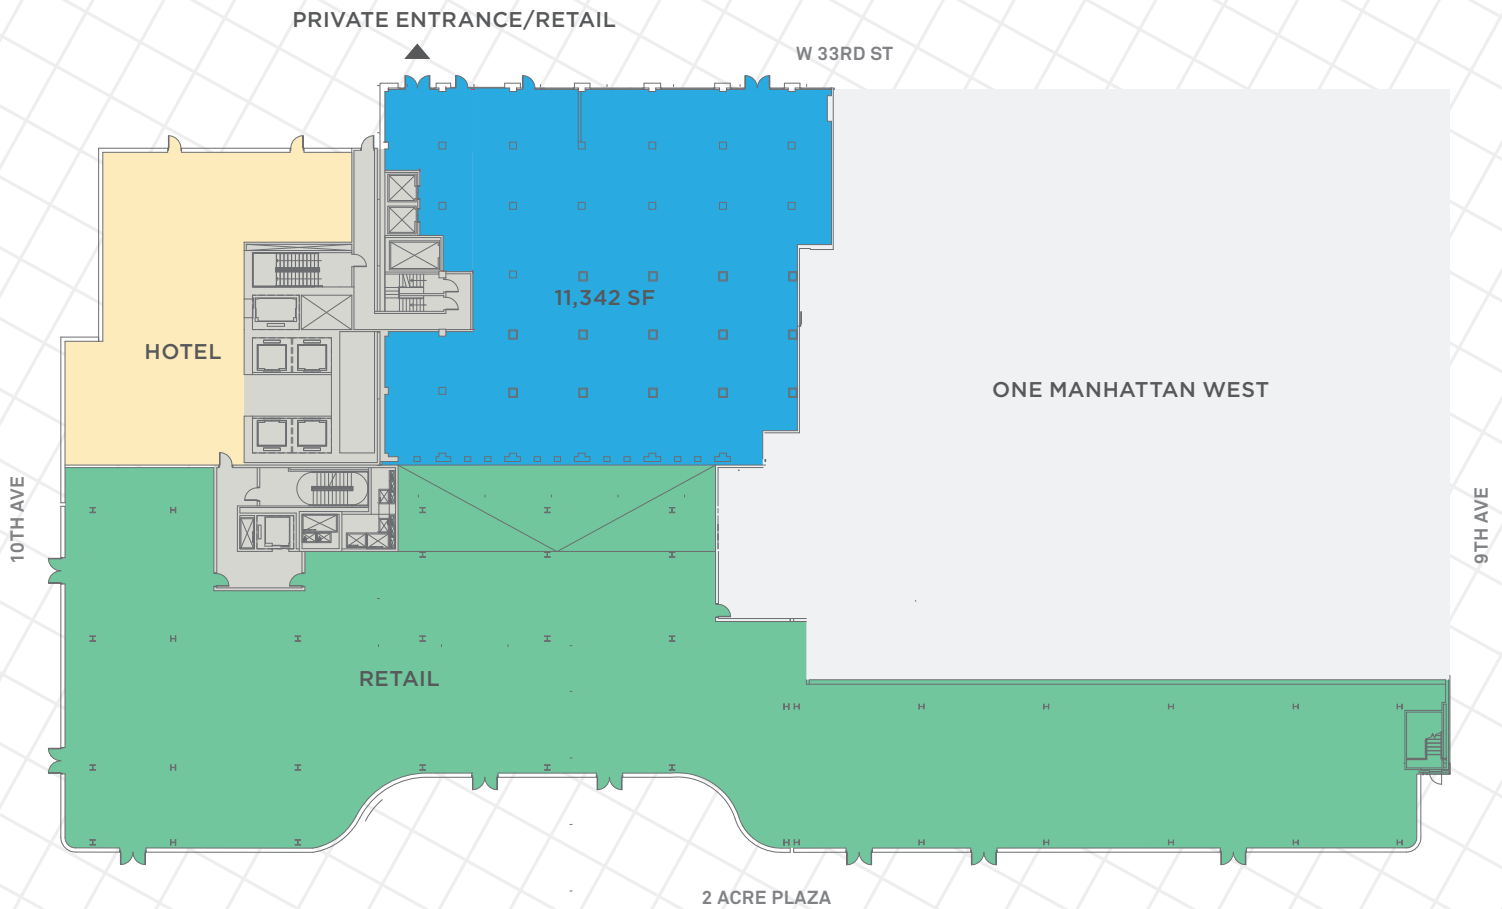 PRIVATE ENTRANCE/RETAIL
W 33RD ST
11,342 SF
HOTEL
ONE MANHATTAN WEST
10TH AVE
9TH AVE
RETAIL
2 ACRE PLAZA